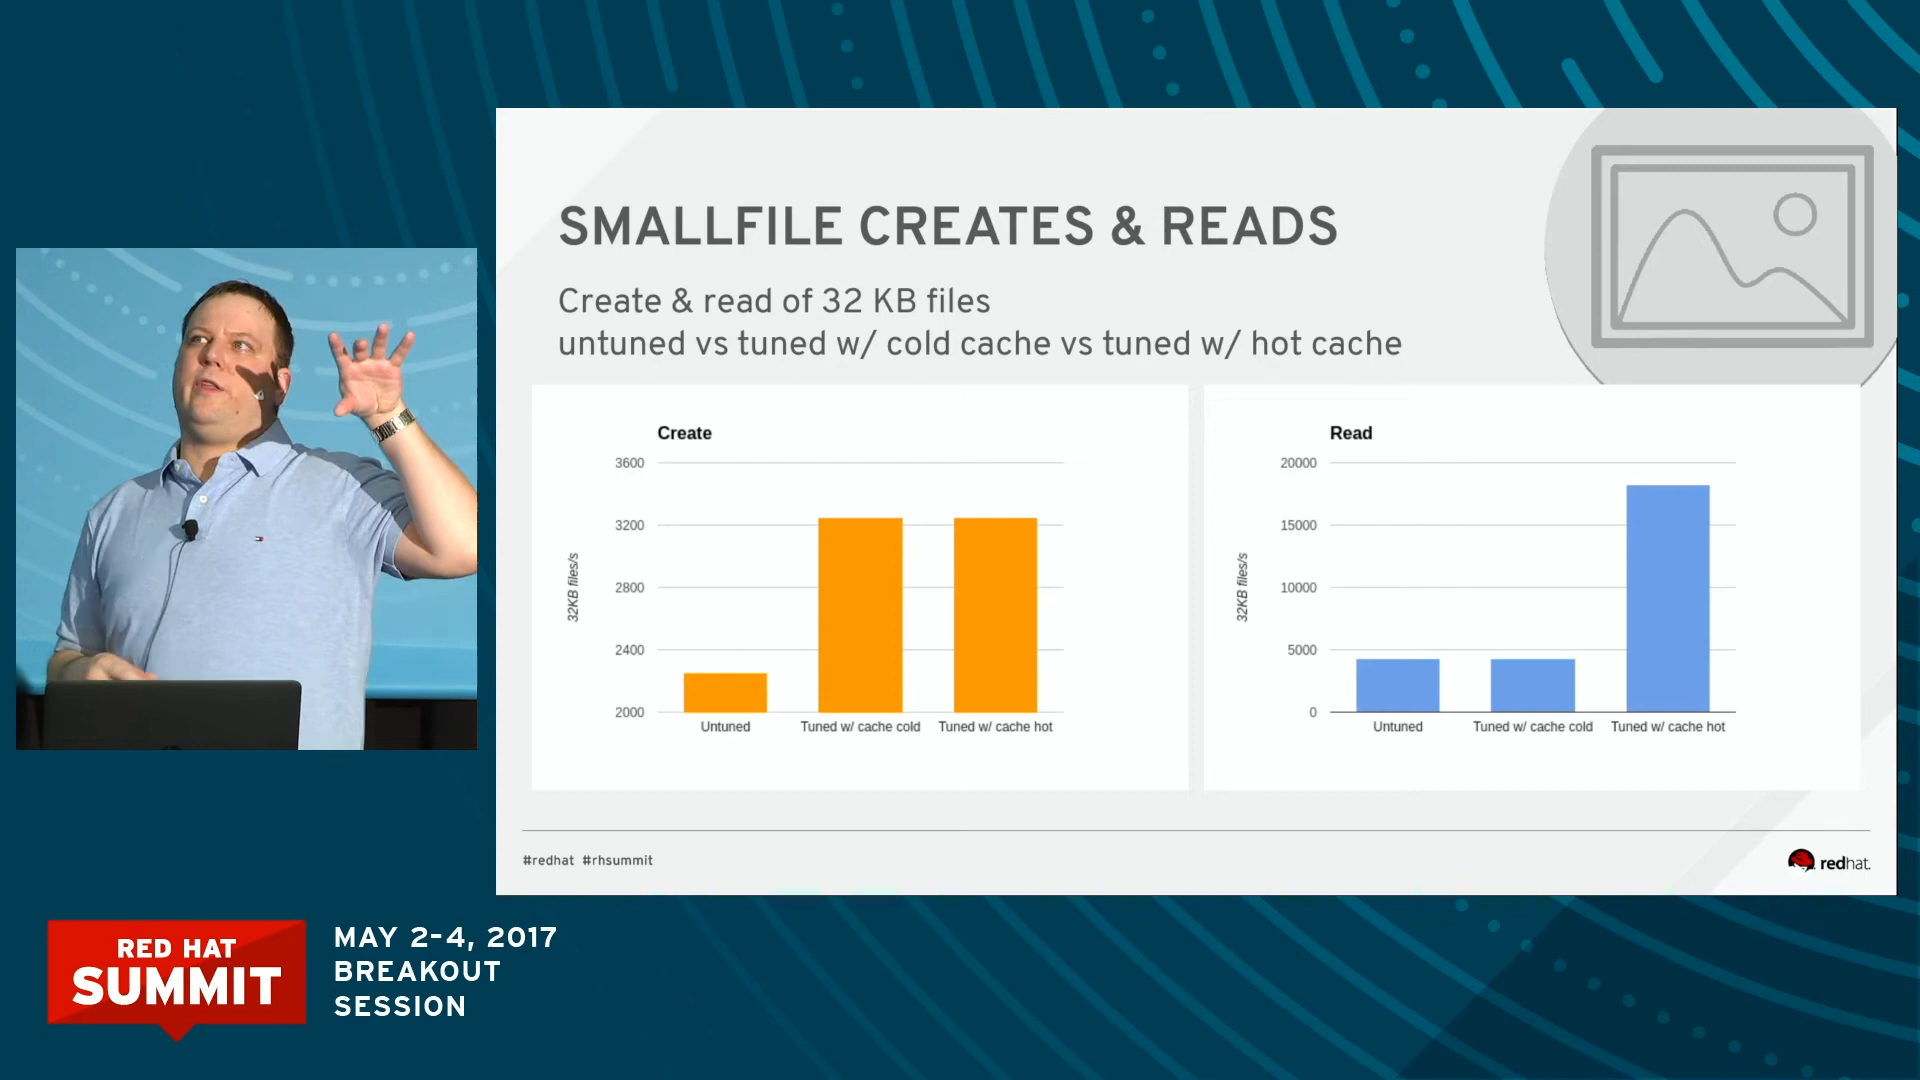 SMALLFILE CREATES & READS
Create & read of 32 KB files
untuned vs tuned w/ cold cache vs tuned w/ hot cache
Create
3600
3200
2800
2400
2000
32KB files/s
Untuned
Tuned w/ cache cold
Tuned w/ cache hot
Read
20000
15000
10000
5000
0
32KB files/s
Untuned
Tuned w/ cache cold
Tuned w/ cache hot
#redhat #rhsummit
redhat.
RED HAT
SUMMIT
MAY 2-4, 2017
BREAKOUT
SESSION